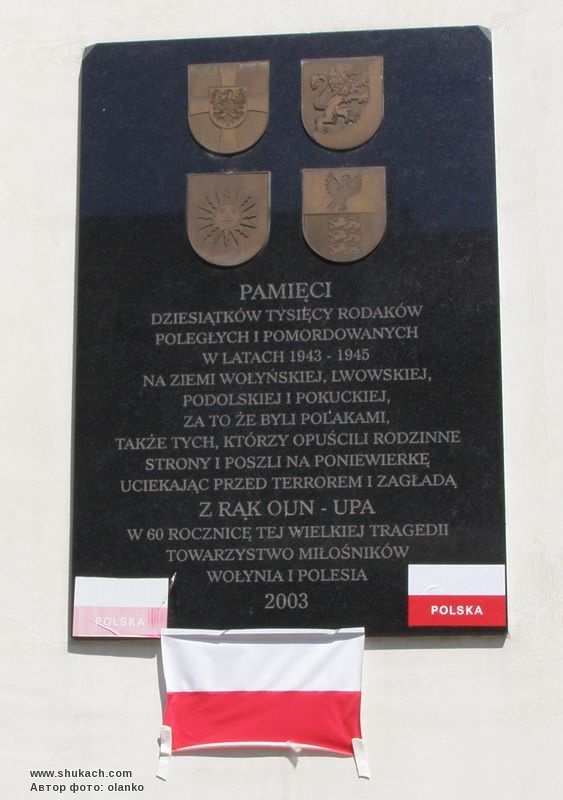 PAMIĘCI
DZIESIĄTKÓW TYSIĘCY RODAKÓW
POLEGŁYCH I POMORDOWANYCH
W LATACH 1943 - 1945
NA ZIEMI WOŁYŃSKIEJ, LWOWSKIEJ,
PODOLSKIEJ I POKUCKIEJ,
ZA TO ŻE BYLI POLAKAMI,
TAKŻE TYCH, KTÓRZY OPUŚCILI RODZINNE
STRONY I POSZLI NA PONIEWIERKĘ
UCIEKAJĄC PRZED TERROREM I ZAGŁADĄ
Z RĄK OUN - UPA
W 60 ROCZNICĘ TEJ WIELKIEJ TRAGEDII
TOWARZYSTWO MIŁOŚNIKÓW
WOŁYNIA I POLESIA
2003
POLSKA
POLSKA
www.shukach.com
Автор фото: olanko